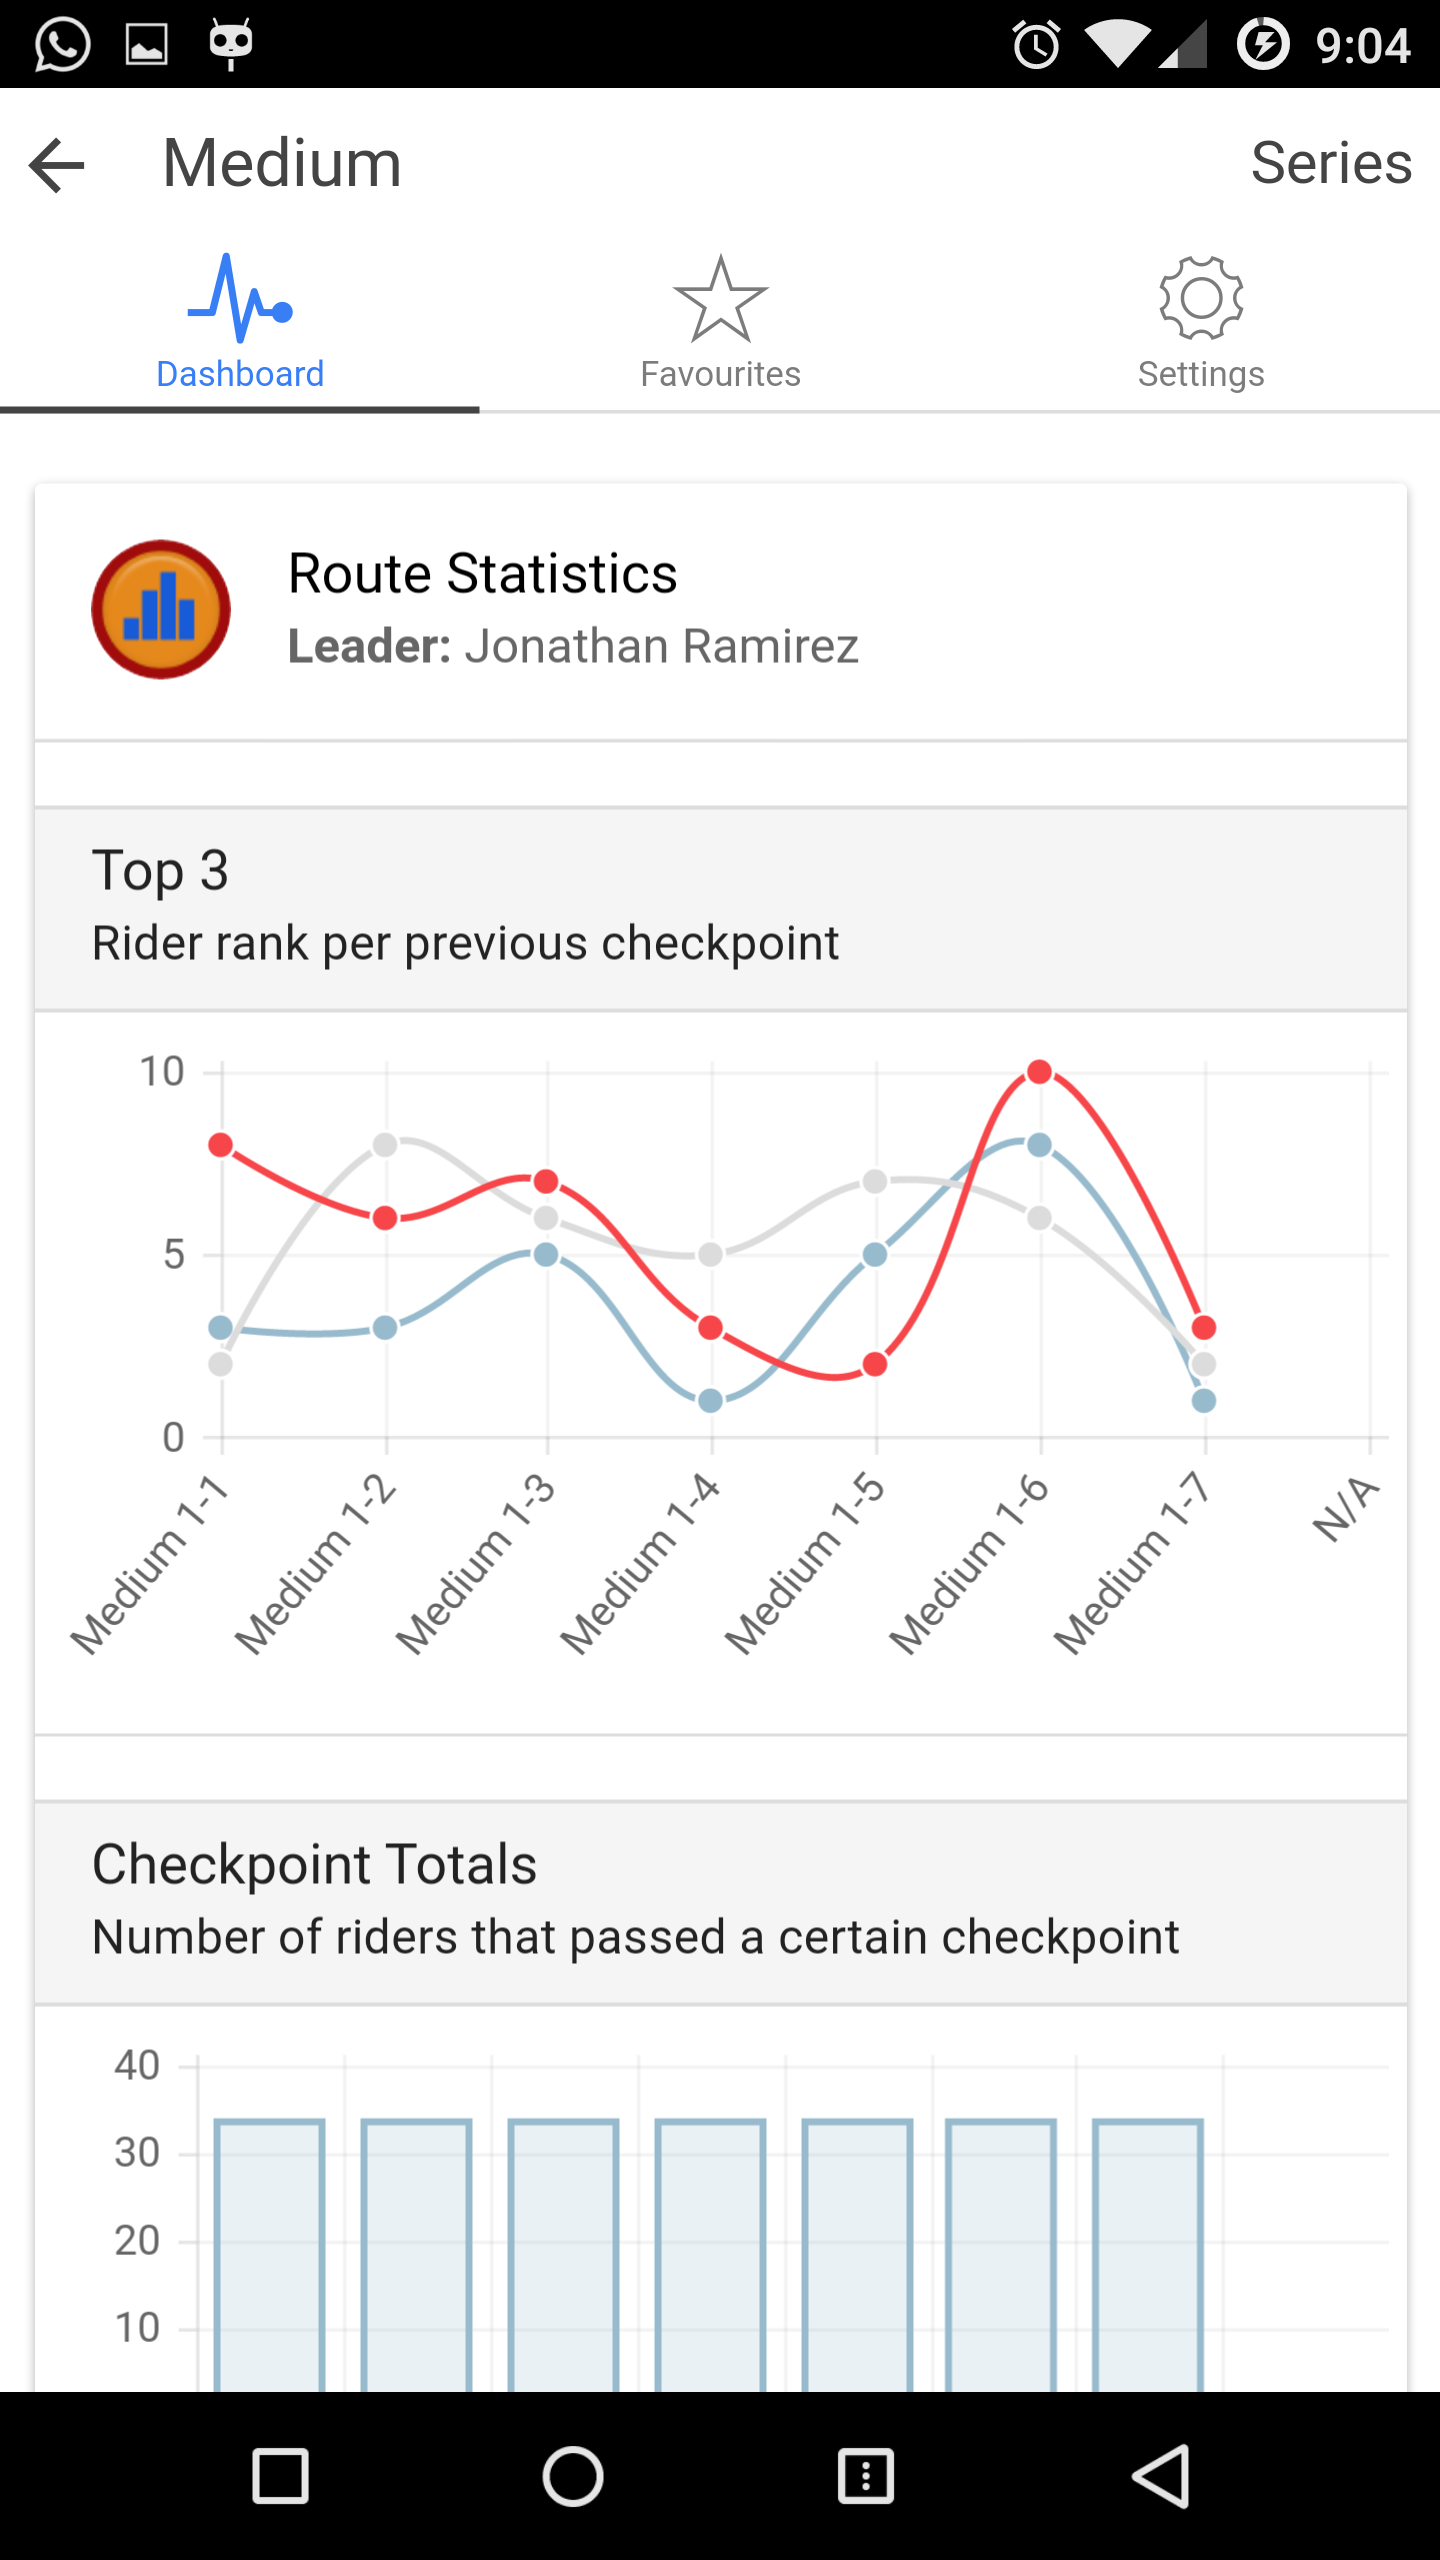 9:04
Medium
Series
Dashboard
Favourites
Settings
Route Statistics
Leader: Jonathan Ramirez
Top 3
Rider rank per previous checkpoint
10
5
0
Medium 1-1
Medium 1-2
Medium 1-3
Medium 1-4
Medium 1-5
Medium 1-6
Medium 1-7
N/A
Checkpoint Totals
Number of riders that passed a certain checkpoint
40
30
20
10